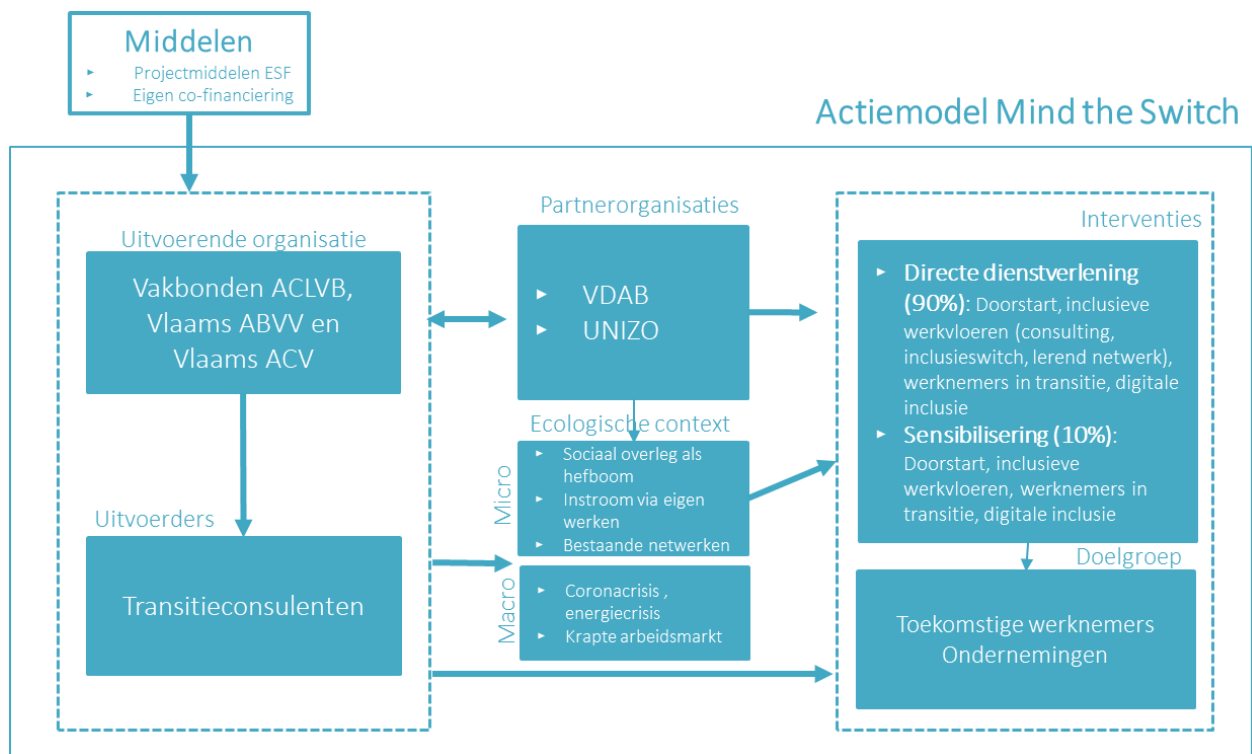 Middelen
▸ Projectmiddelen ESF
▸ Eigen co-financiering
Actiemodel Mind the Switch
Uitvoerende organisatie
Vakbonden ACLVB,
Vlaams ABVV en
Vlaams ACV
Uitvoerders
Transitieconsulenten
Partnerorganisaties
▸ VDAB
▸ UNIZO
Ecologische context
Micro
▸ Sociaal overleg als
hefboom
▸ Instroom via eigen
werken
▸ Bestaande netwerken
Macro
▸ Coronacrisis ,
energiecrisis
▸ Krapte arbeidsmarkt
Interventies
▸ Directe dienstverlening
(90%): Doorstart, inclusieve
werkvloeren (consulting,
inclusieswitch, lerend netwerk),
werknemers in transitie, digitale
inclusie
▸ Sensibilisering (10%):
Doorstart, inclusieve
werkvloeren, werknemers in
transitie, digitale inclusie
Doelgroep
Toekomstige werknemers
Ondernemingen